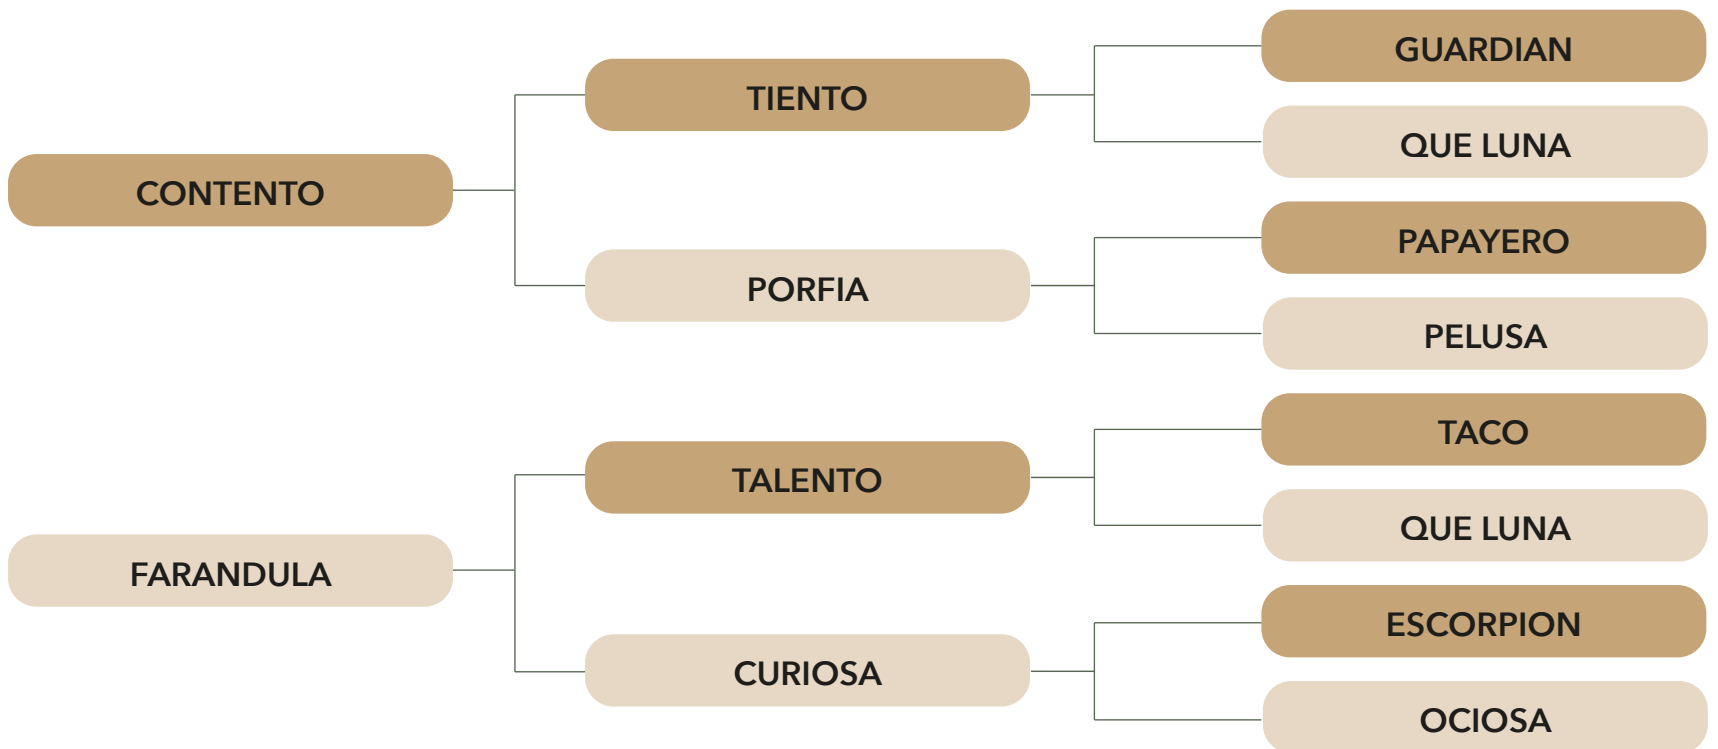 GUARDIAN
TIENTO
QUE LUNA
CONTENTO
PAPAYERO
PORFIA
PELUSA
TACO
TALENTO
QUE LUNA
FARANDULA
ESCORPION
CURIOSA
OCIOSA